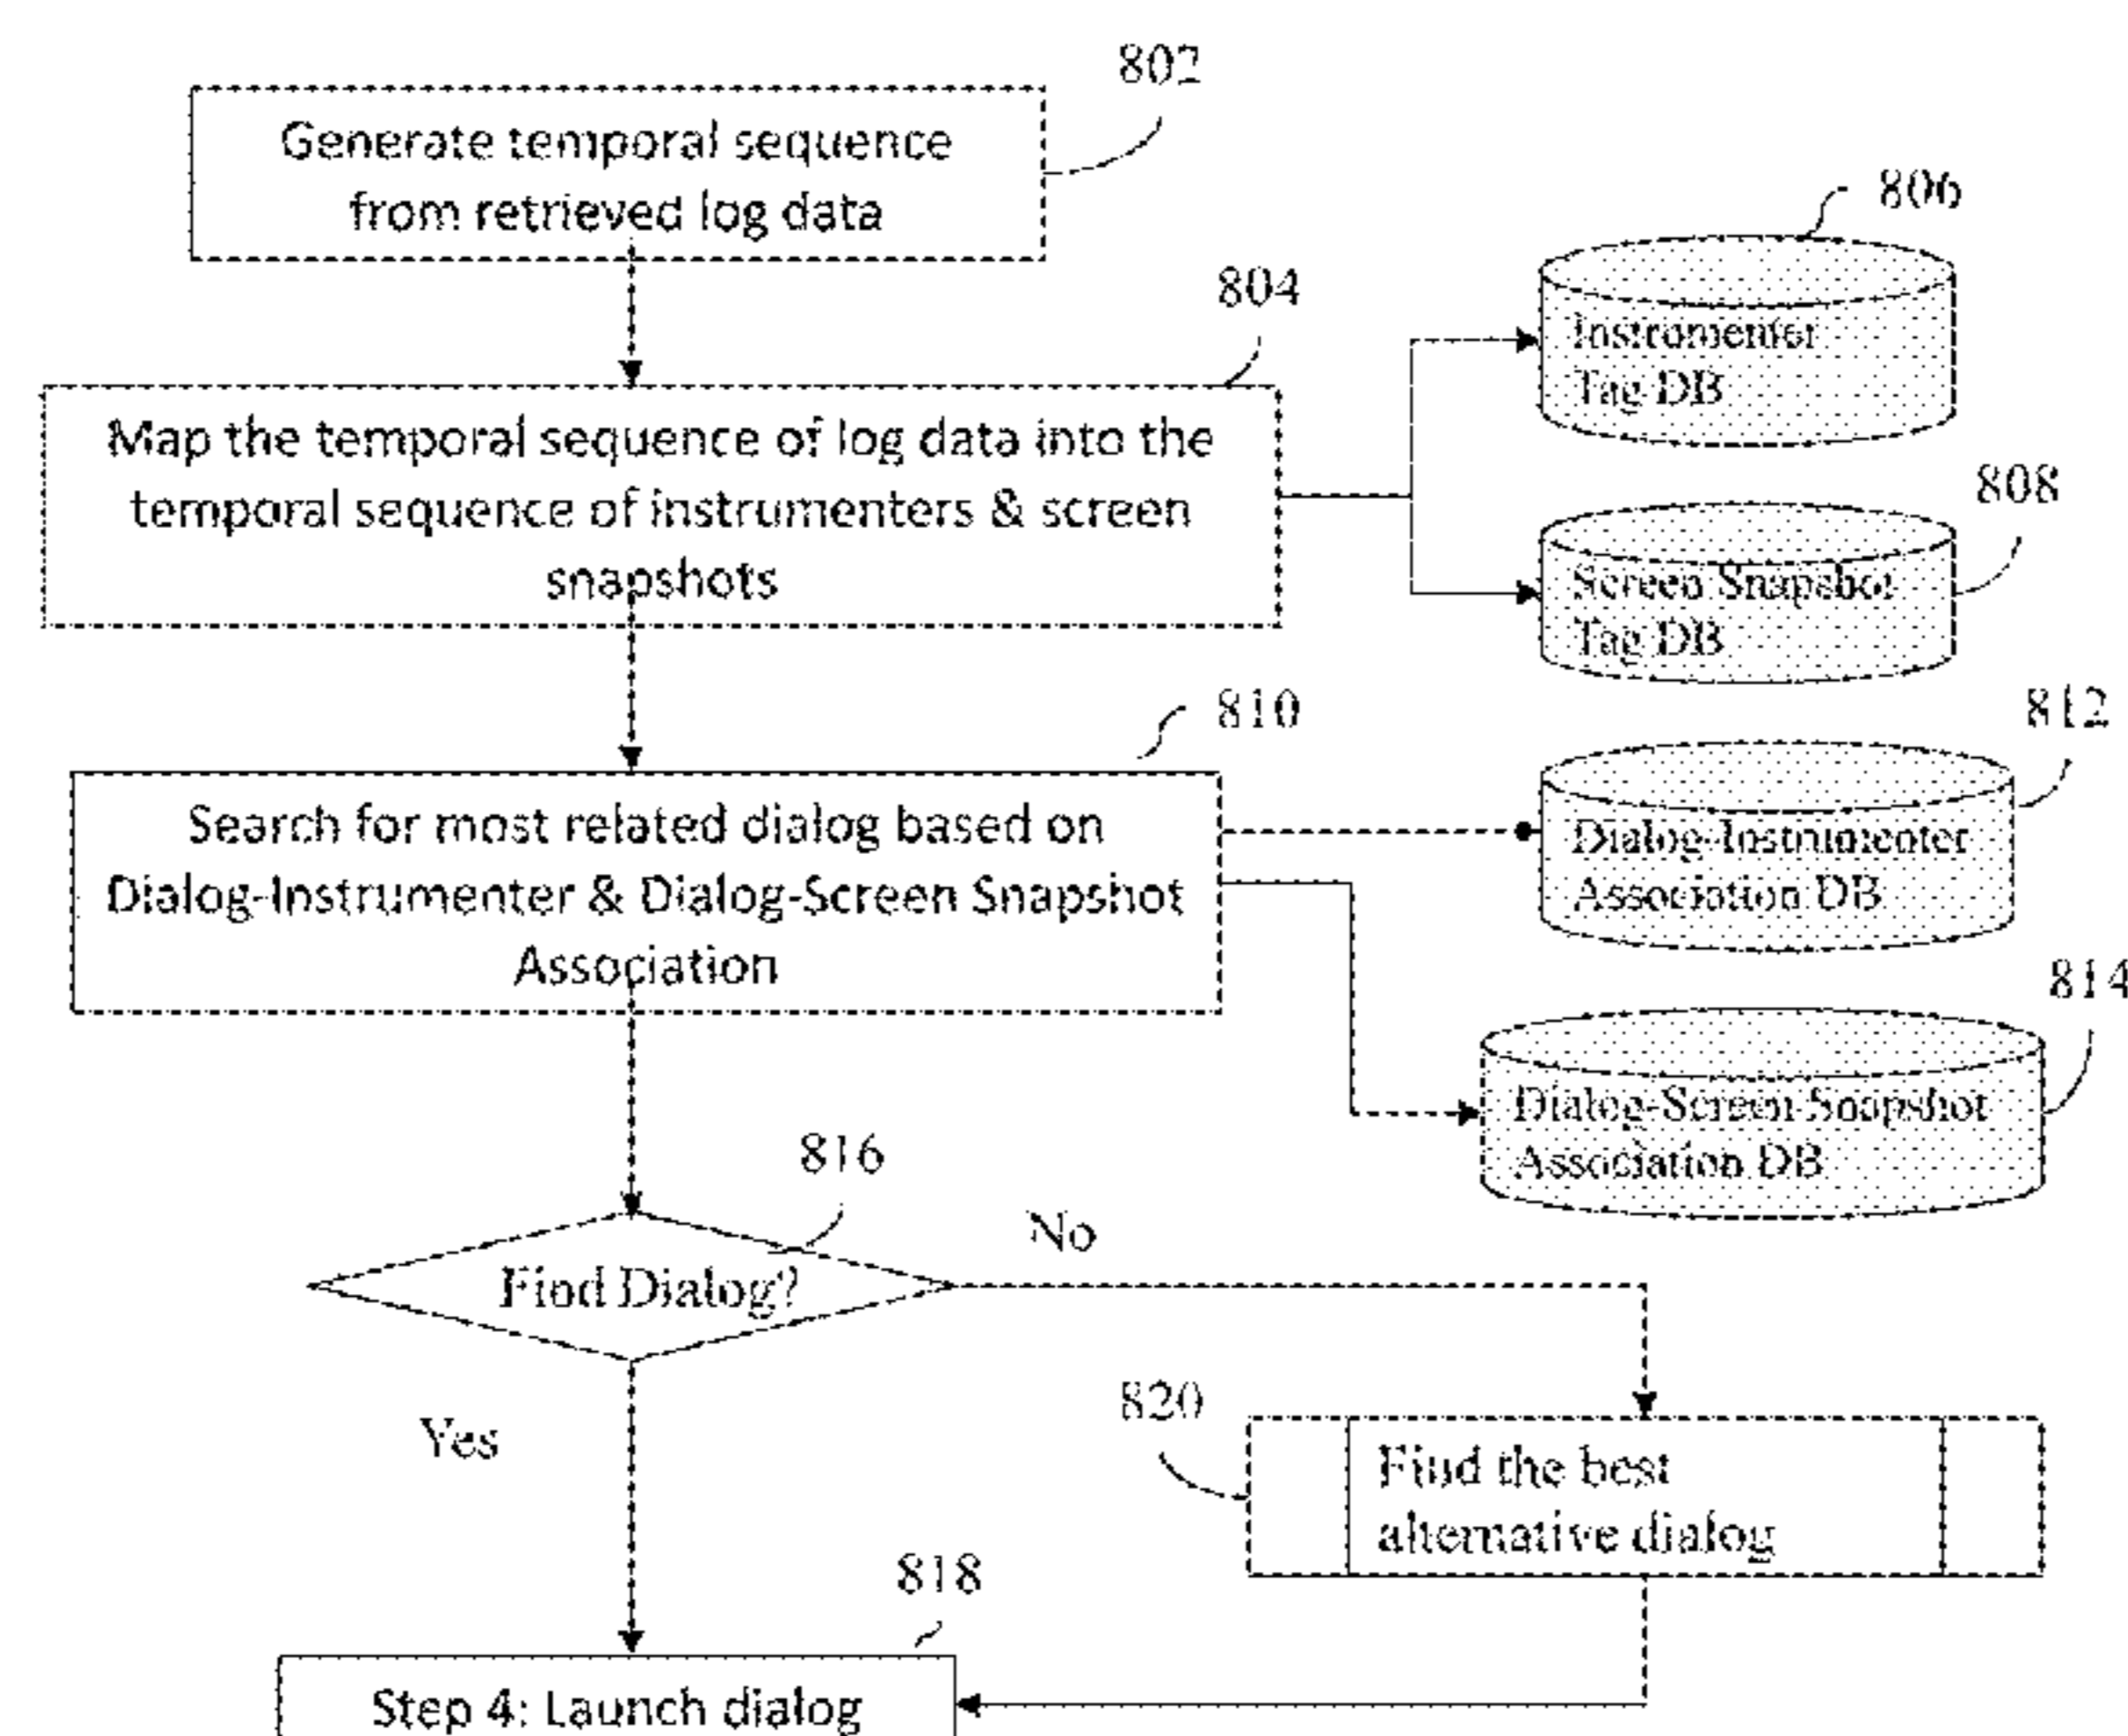 802
Generate temporal sequence
from retrieved log data
806
804
Instrumenter
Tag DB
Map the temporal sequence of log data into the
temporal sequence of instrumenters & screen
snapshots
808
Screen Snapshot
Tag DB
810
812
Search for most related dialog based on
Dialog-Instrumenter & Dialog-Screen Snapshot
Association
Dialog-Instrumenter
Association DB
814
Dialog-Screen Snapshot
Association DB
816
No
Find Dialog?
Yes
820
Find the best
alternative dialog
818
Step 4: Launch dialog